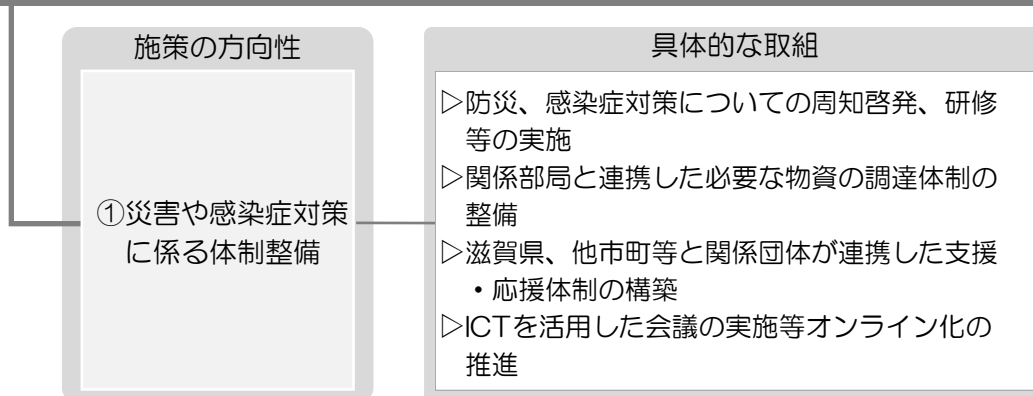 施策の方向性
①災害や感染症対策
に係る体制整備
具体的な取組
▷防災、感染症対策についての周知啓発、研修
等の実施
▷関係部局と連携した必要な物資の調達体制の
整備
▷滋賀県、他市町等と関係団体が連携した支援
・応援体制の構築
▷ICTを活用した会議の実施等オンライン化の
推進